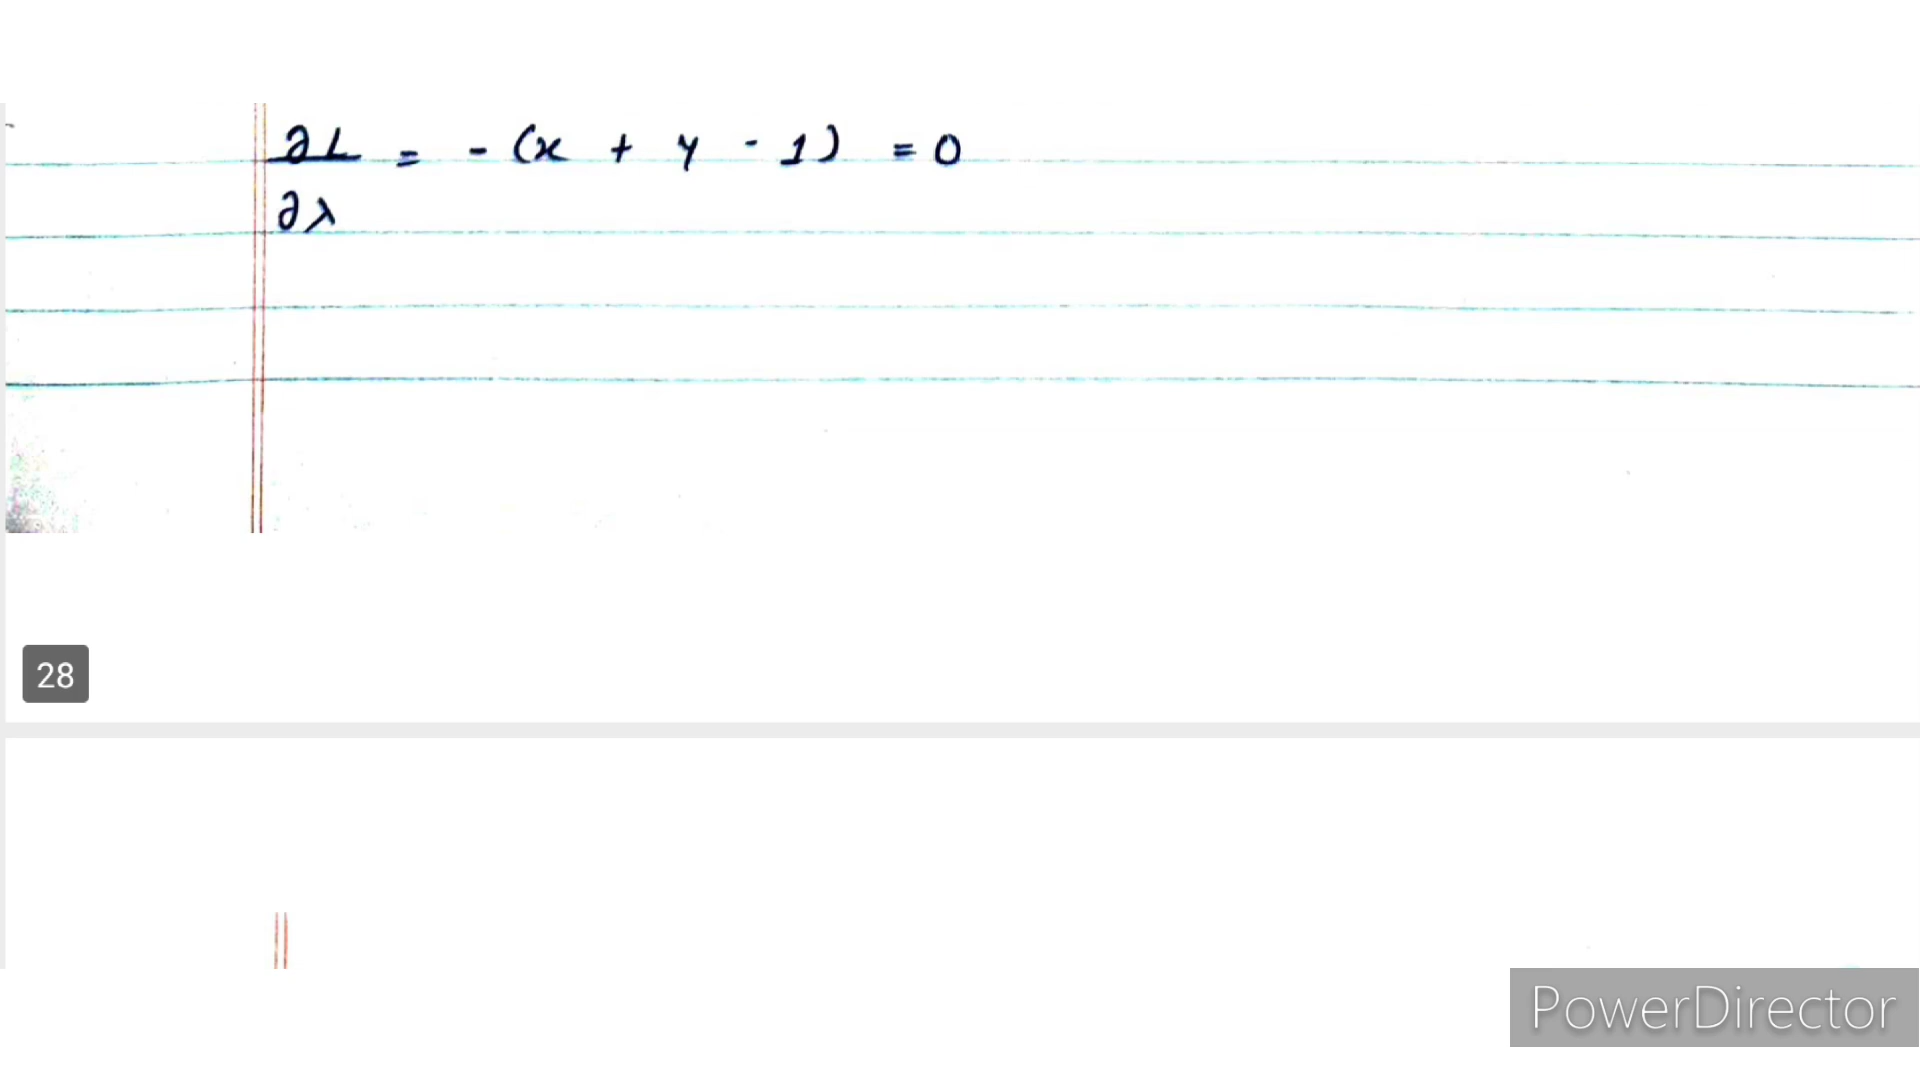 ∂L = - (x + y - 1) = 0
∂λ
28
PowerDirector